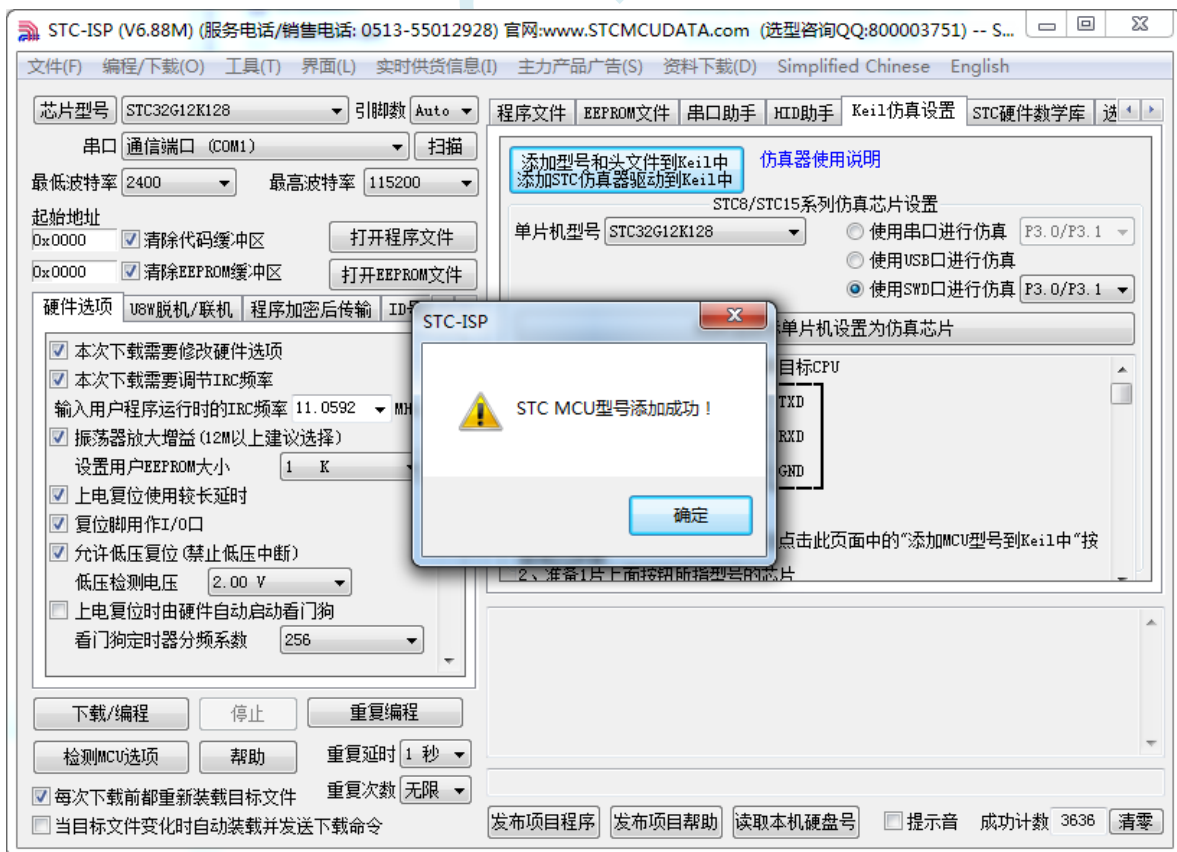 STC-ISP (V6.88M) (服务电话/销售电话: 0513-55012928) 官网:www.STCMCUDATA.com (选型咨询QQ:800003751) -- S...
文件(F) 编程/下载(O) 工具(T) 界面(L) 实时供货信息(I) 主力产品广告(S) 资料下载(D) Simplified Chinese English
芯片型号 STC32G12K128 引脚数 Auto
串口 通信端口 (COM1) 扫描
最低波特率 2400 最高波特率 115200
起始地址
0x0000 清除代码缓冲区 打开程序文件
0x0000 清除EEPROM缓冲区 打开EEPROM文件
硬件选项 U8W脱机/联机 程序加密后传输
本次下载需要修改硬件选项
本次下载需要调节IRC频率
输入用户程序运行时的IRC频率 11.0592
振荡器放大增益(12M以上建议选择)
设置用户EEPROM大小 1 K
上电复位使用较长延时
复位脚用作I/O口
允许低压复位(禁止低压中断)
低压检测电压 2.00 V
上电复位时由硬件自动启动看门狗
看门狗定时器分频系数 256
下载/编程 停止 重复编程
检测MCU选项 帮助 重复延时 1 秒
每次下载前都重新装载目标文件 重复次数 无限
当目标文件变化时自动装载并发送下载命令
程序文件 EEPROM文件 串口助手 HID助手 Keil仿真设置 STC硬件数学库 选
添加型号和头文件到Keil中
添加STC仿真器驱动到Keil中
仿真器使用说明
STC8/STC15系列仿真芯片设置
单片机型号 STC32G12K128 使用串口进行仿真 P3.0/P3.1
使用USB口进行仿真
使用SWD口进行仿真 P3.0/P3.1
单片机设置为仿真芯片
目标CPU
TXD
RXD
GND
点击此页面中的“添加MCU型号到Keil中“按
2、准备1片上面按钮所指型号的芯片
STC-ISP
STC MCU型号添加成功！
确定
发布项目程序 发布项目帮助 读取本机硬盘号 提示音 成功计数 3636 清零